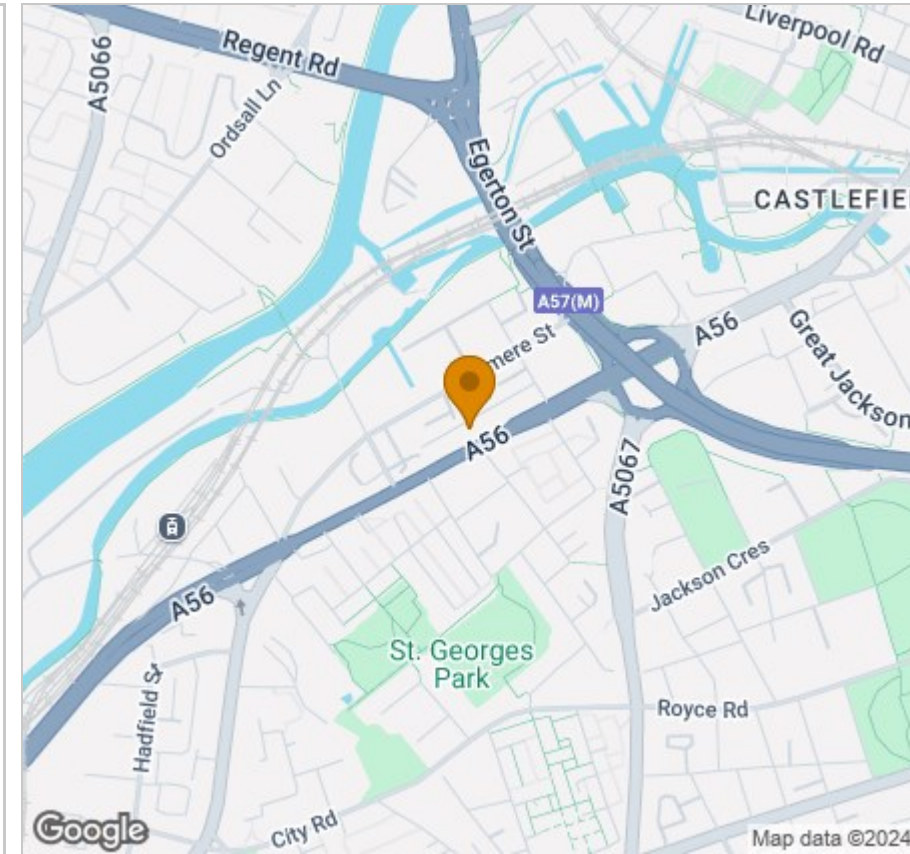 Liverpool Rd
Regent Rd
A5066
Ordsall Ln
Egerton St
CASTLEFIE
A57(M)
A56
mere St
Great Jackson
A56
A5067
Jackson Cres
A56
St. Georges
Park
Hadfield St
Royce Rd
City Rd
Google
Map data ©2024